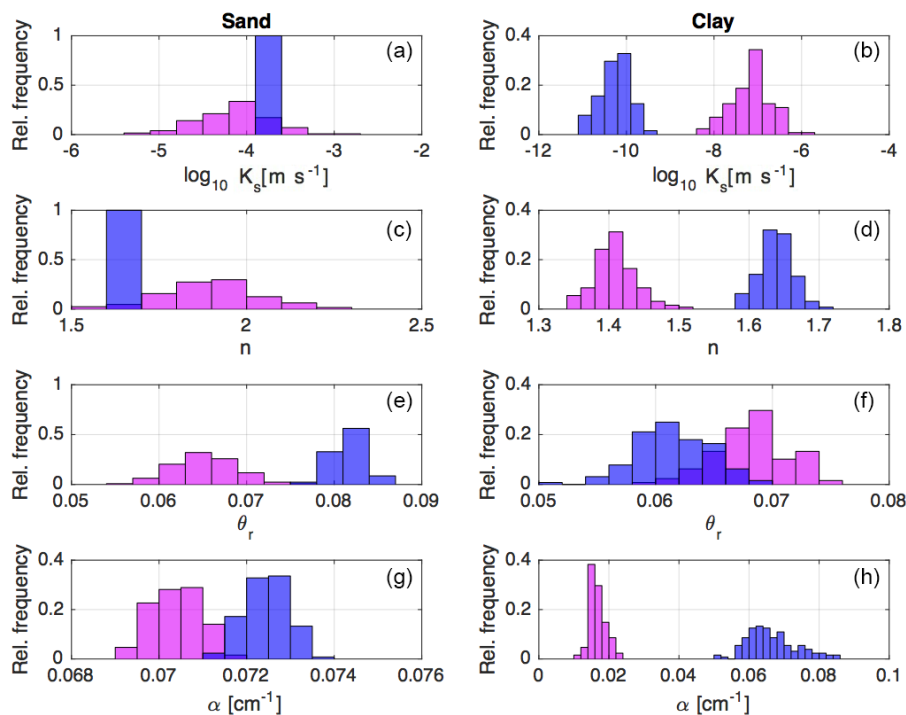 Sand
Clay
Rel. frequency
1
0.5
0
(a)
-6 -5 -4 -3 -2
log10 Ks[m s-1]
Rel. frequency
0.4
0.2
0
(b)
-12 -10 -8 -6 -4
log10 Ks[m s-1]
Rel. frequency
1
0.5
0
(c)
1.5 2 2.5
n
Rel. frequency
0.4
0.2
0
(d)
1.3 1.4 1.5 1.6 1.7 1.8
n
Rel. frequency
1
0.5
0
(e)
0.05 0.06 0.07 0.08 0.09
θr
Rel. frequency
0.4
0.2
0
(f)
0.05 0.06 0.07 0.08
θr
Rel. frequency
0.4
0.2
0
(g)
0.068 0.07 0.072 0.074 0.076
α [cm-1]
Rel. frequency
0.4
0.2
0
(h)
0 0.02 0.04 0.06 0.08 0.1
α [cm-1]